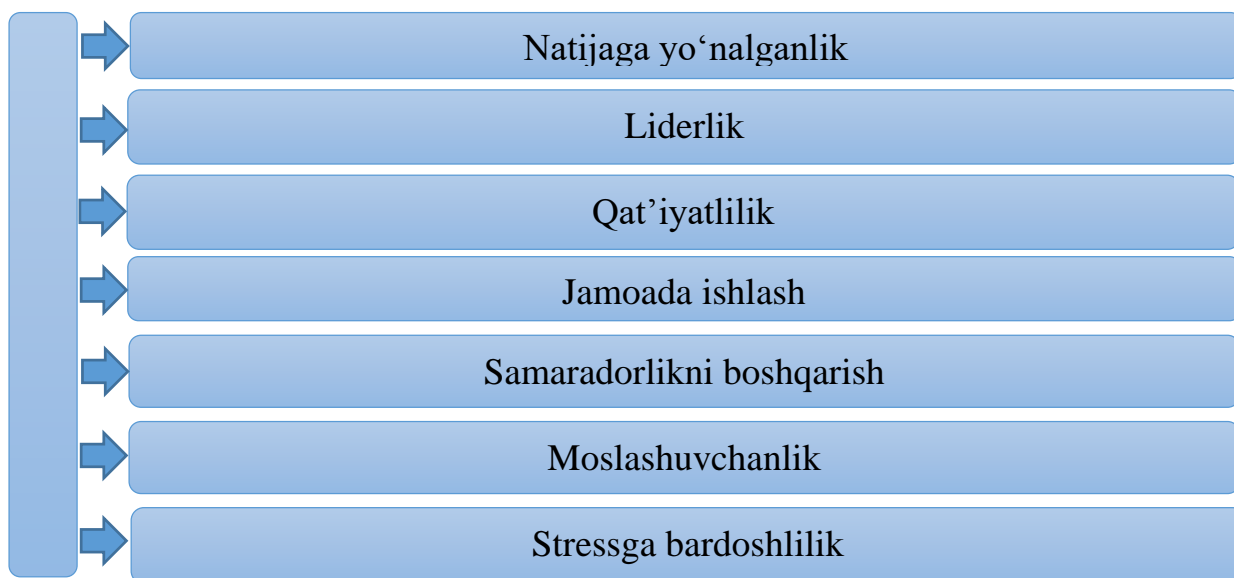 Natijaga yo‘nalganlik
Liderlik
Qat’iyatlilik
Jamoada ishlash
Samaradorlikni boshqarish
Moslashuvchanlik
Stressga bardoshlilik